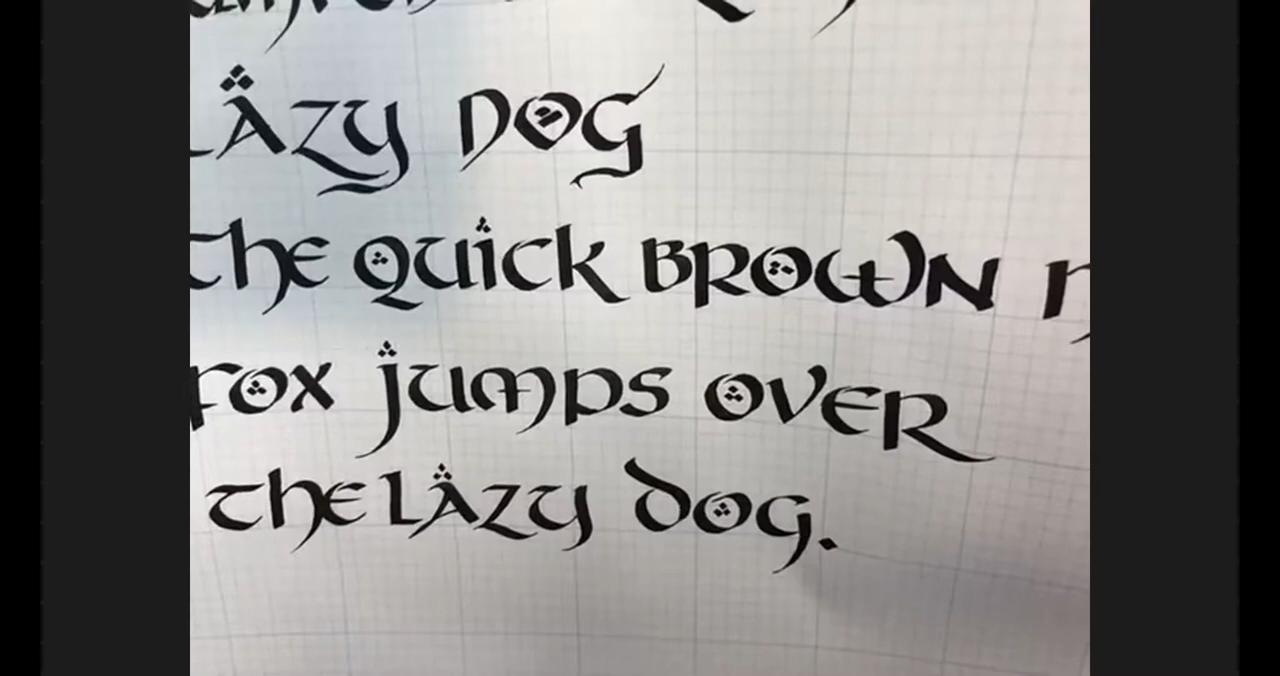 LAZY DOG
The QUICK BROWN
FOX JUMPS OVER
The LAZY DOG.